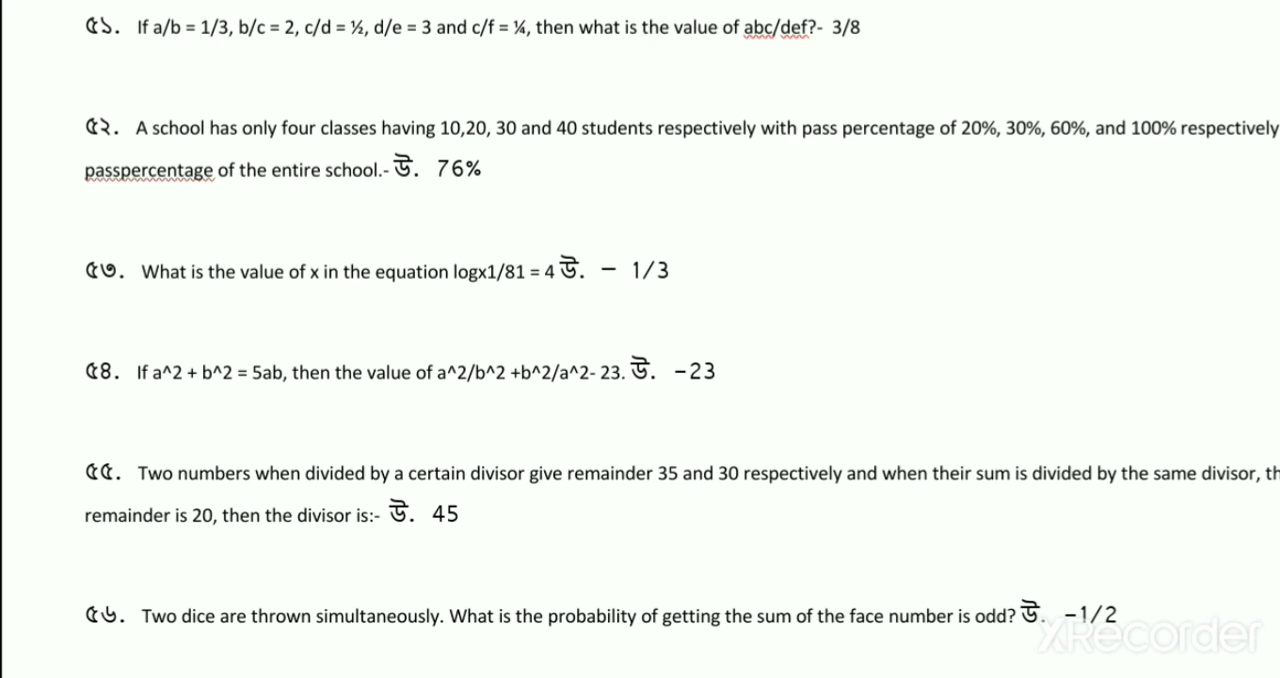 ৫১. If a/b = 1/3, b/c = 2, c/d = ½, d/e = 3 and c/f = ¼, then what is the value of abc/def?- 3/8
৫২. A school has only four classes having 10,20, 30 and 40 students respectively with pass percentage of 20%, 30%, 60%, and 100% respectively
passpercentage of the entire school.- উ. 76%
৫৩. What is the value of x in the equation logx1/81 = 4 উ. - 1/3
৫৪. If a^2 + b^2 = 5ab, then the value of a^2/b^2 +b^2/a^2- 23. উ. -23
৫৫. Two numbers when divided by a certain divisor give remainder 35 and 30 respectively and when their sum is divided by the same divisor, th
remainder is 20, then the divisor is:- উ. 45
৫৬. Two dice are thrown simultaneously. What is the probability of getting the sum of the face number is odd? উ. -1/2
XRecorder